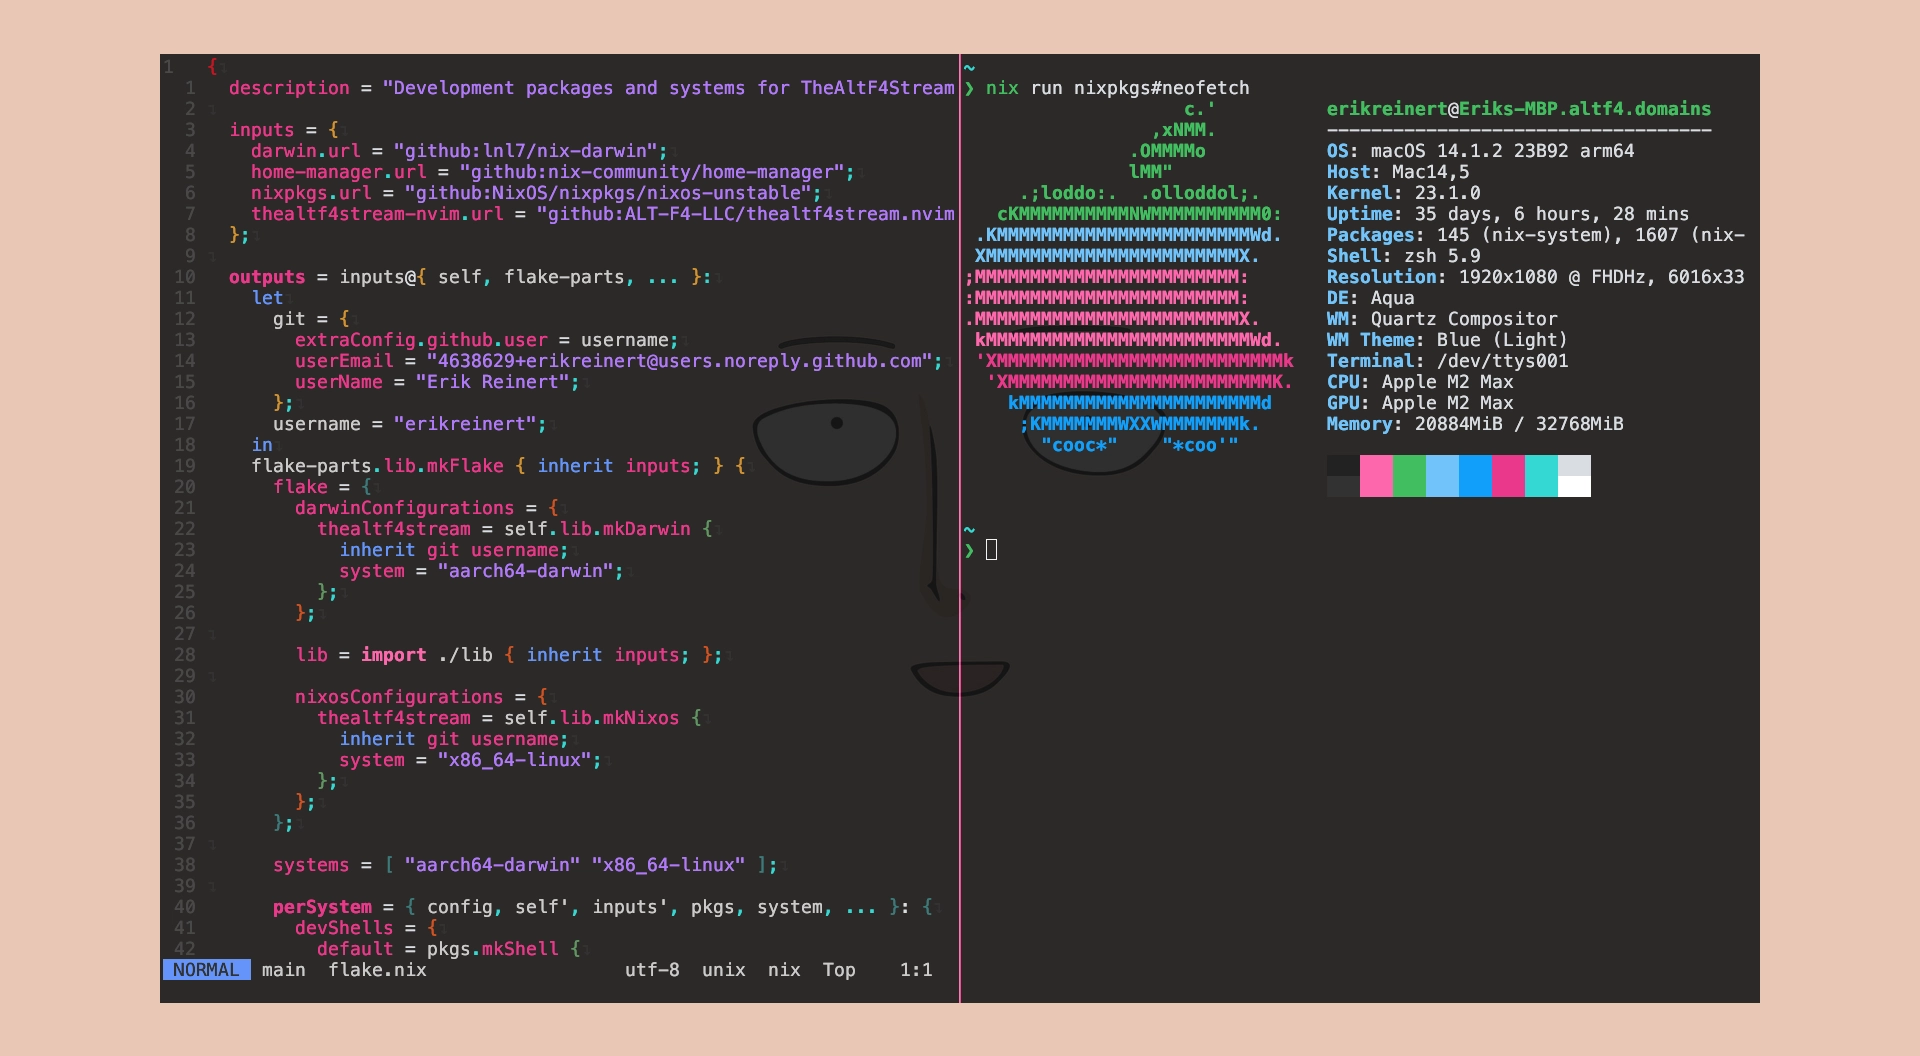 1 {
1 description = "Development packages and systems for TheAltF4Stream
2
3 inputs = {
4 darwin.url = "github:lnl7/nix-darwin";
5 home-manager.url = "github:nix-community/home-manager";
6 nixpkgs.url = "github:NixOS/nixpkgs/nixos-unstable";
7 thealtf4stream-nvim.url = "github:ALT-F4-LLC/thealtf4stream.nvim
8 };
9
10 outputs = inputs@{ self, flake-parts, ... }:
11 let
12 git = {
13 extraConfig.github.user = username;
14 userEmail = "4638629+erikreinert@users.noreply.github.com";
15 userName = "Erik Reinert";
16 };
17 username = "erikreinert";
18 in
19 flake-parts.lib.mkFlake { inherit inputs; } {
20 flake = {
21 darwinConfigurations = {
22 thealtf4stream = self.lib.mkDarwin {
23 inherit git username;
24 system = "aarch64-darwin";
25 };
26 };
27
28 lib = import ./lib { inherit inputs; };
29
30 nixosConfigurations = {
31 thealtf4stream = self.lib.mkNixos {
32 inherit git username;
33 system = "x86_64-linux";
34 };
35 };
36 };
37
38 systems = [ "aarch64-darwin" "x86_64-linux" ];
39
40 perSystem = { config, self', inputs', pkgs, system, ... }: {
41 devShells = {
42 default = pkgs.mkShell {
NORMAL main flake.nix utf-8 unix nix Top 1:1
~
❯ nix run nixpkgs#neofetch
c.'
,xNMM.
.OMMMMo
lMM"
.;loddo:. .olloddol;.
cKMMMMMMMMMMNWMMMMMMMMMM0:
.KMMMMMMMMMMMMMMMMMMMMMMMWd.
XMMMMMMMMMMMMMMMMMMMMMMMX.
;MMMMMMMMMMMMMMMMMMMMMMMM:
:MMMMMMMMMMMMMMMMMMMMMMMM:
.MMMMMMMMMMMMMMMMMMMMMMMMX.
kMMMMMMMMMMMMMMMMMMMMMMMMWd.
'XMMMMMMMMMMMMMMMMMMMMMMMMMMk
'XMMMMMMMMMMMMMMMMMMMMMMMMK.
kMMMMMMMMMMMMMMMMMMMMMMd
;KMMMMMMMWXXWMMMMMMMk.
"cooc*" "*coo'"
erikreinert@Eriks-MBP.altf4.domains
-----------------------------------
OS: macOS 14.1.2 23B92 arm64
Host: Mac14,5
Kernel: 23.1.0
Uptime: 35 days, 6 hours, 28 mins
Packages: 145 (nix-system), 1607 (nix-
Shell: zsh 5.9
Resolution: 1920x1080 @ FHDHz, 6016x33
DE: Aqua
WM: Quartz Compositor
WM Theme: Blue (Light)
Terminal: /dev/ttys001
CPU: Apple M2 Max
GPU: Apple M2 Max
Memory: 20884MiB / 32768MiB
~
❯